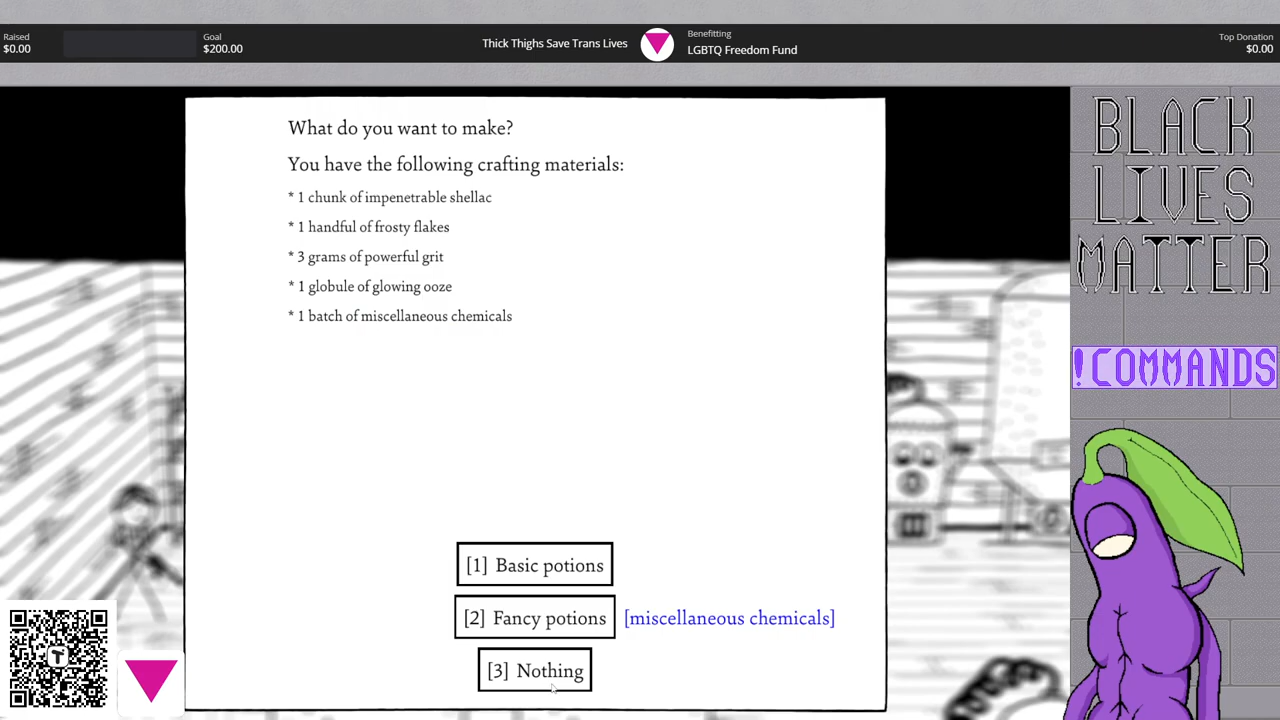 Raised
$0.00
Goal
$200.00
Thick Thighs Save Trans Lives
Benefitting
LGBTQ Freedom Fund
Top Donation
$0.00
What do you want to make?
You have the following crafting materials:
* 1 chunk of impenetrable shellac
* 1 handful of frosty flakes
* 3 grams of powerful grit
* 1 globule of glowing ooze
* 1 batch of miscellaneous chemicals
[1] Basic potions
[2] Fancy potions [miscellaneous chemicals]
[3] Nothing
BLACK
LIVES
MATTER
!COMMANDS
T